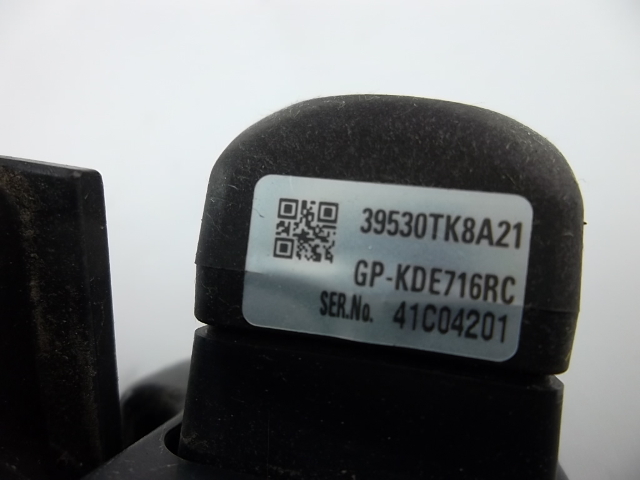 39530TK8A21
GP-KDE716RC
SER.No. 41C04201